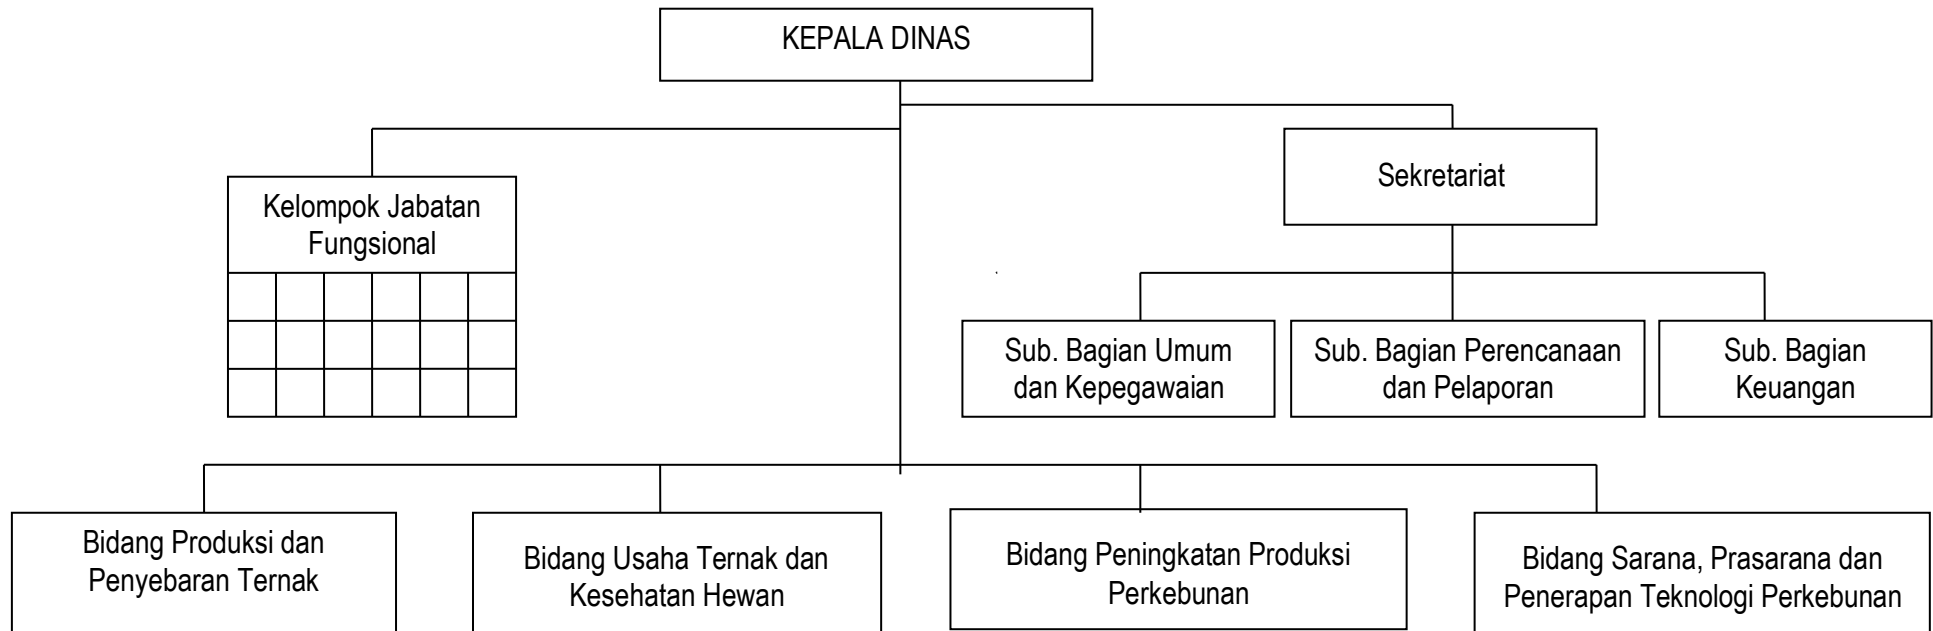 KEPALA DINAS
Sekretariat
Kelompok Jabatan
Fungsional
Sub. Bagian Umum
dan Kepegawaian
Sub. Bagian Perencanaan
dan Pelaporan
Sub. Bagian
Keuangan
Bidang Produksi dan
Penyebaran Ternak
Bidang Usaha Ternak dan
Kesehatan Hewan
Bidang Peningkatan Produksi
Perkebunan
Bidang Sarana, Prasarana dan
Penerapan Teknologi Perkebunan